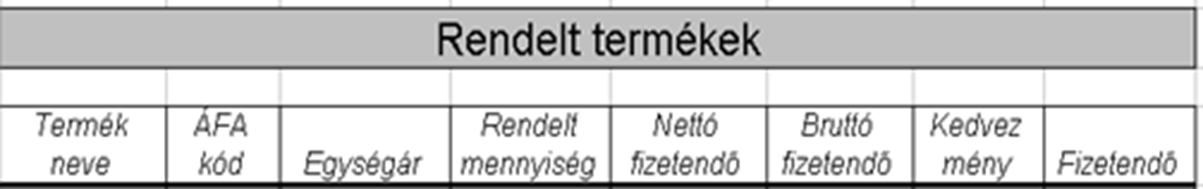 Rendelt termékek
Termék
neve
ÁFA
kód
Egységár
Rendelt
mennyiség
Nettó
fizetendő
Bruttó
fizetendő
Kedvez
mény
Fizetendő